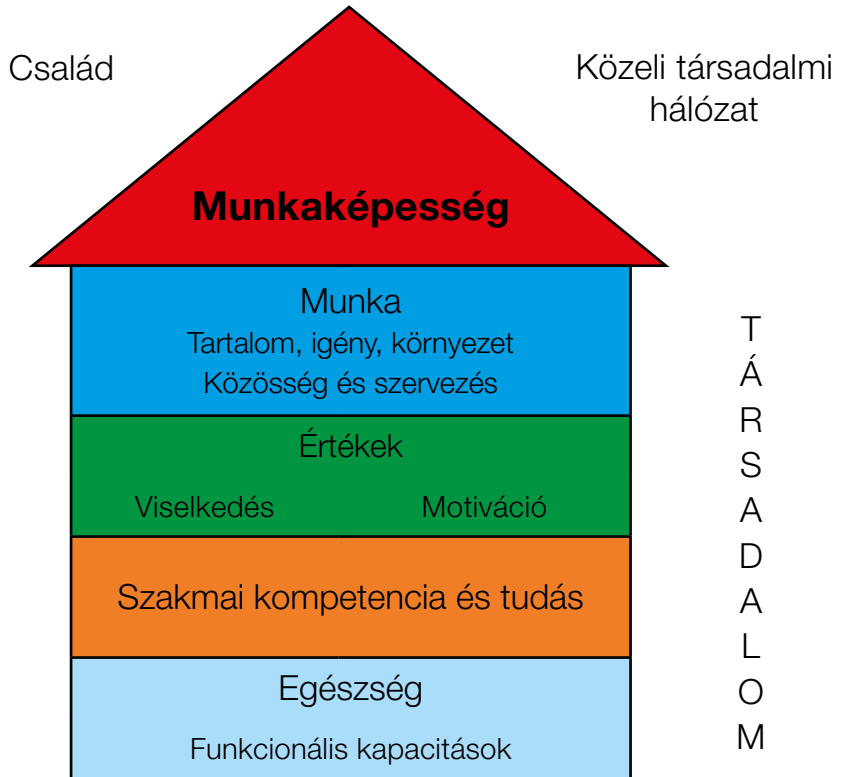 Család
Közeli társadalmi
hálózat
Munkaképesség
Munka
Tartalom, igény, környezet
Közösség és szervezés
Értékek
Viselkedés Motiváció
Szakmai kompetencia és tudás
Egészség
Funkcionális kapacitások
T
Á
R
S
A
D
A
L
O
M